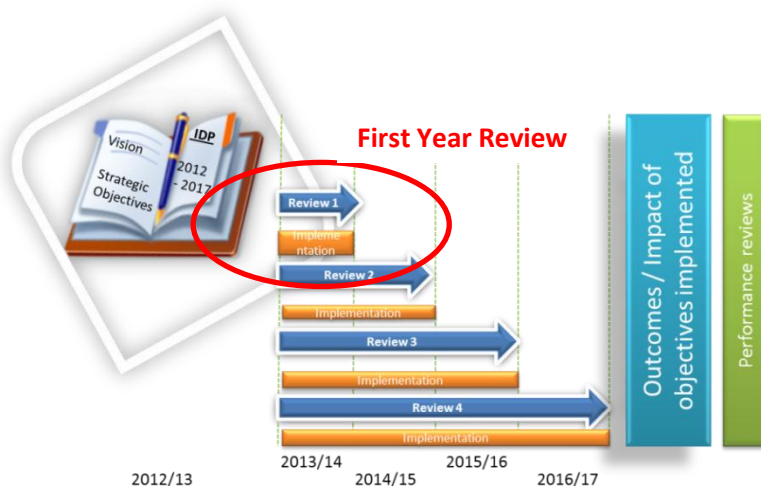 First Year Review
IDP
Vision
2012
- 2017
Strategic
Objectives
Review 1
Impleme
ntation
Review 2
Implementation
Review 3
Implementation
Review 4
Implementation
2012/13
2013/14
2014/15
2015/16
2016/17
Outcomes / Impact of
objectives implemented
Performance reviews